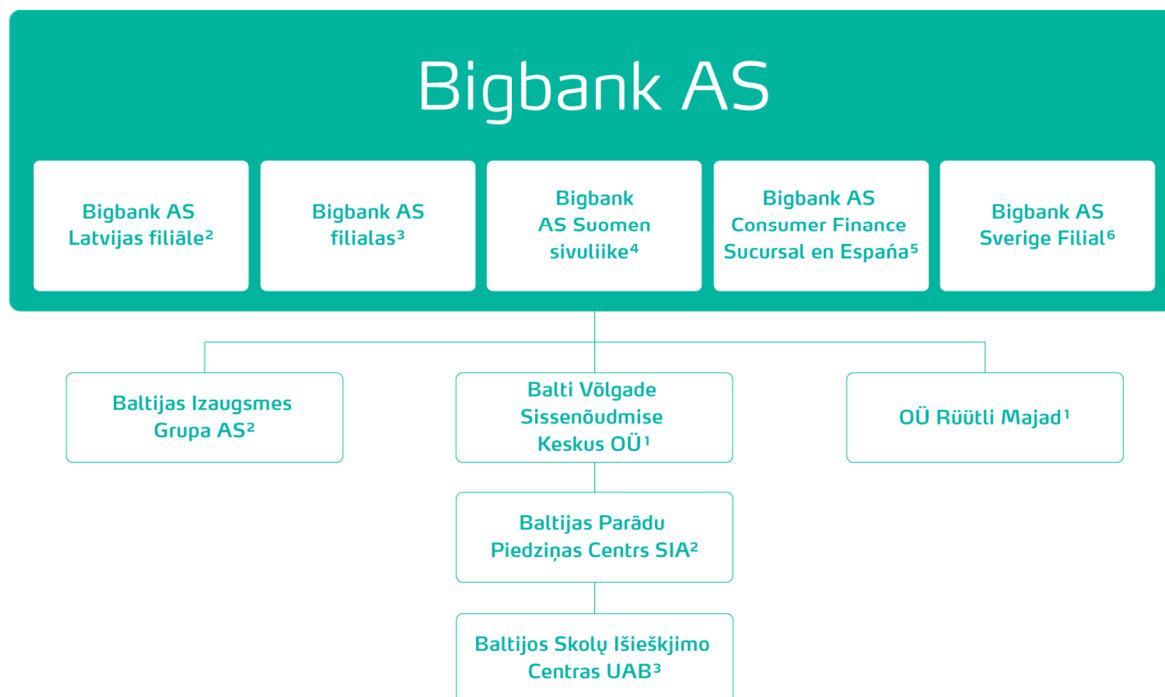 Bigbank AS
Bigbank AS
Latvijas filiāle²
Bigbank AS
filialas³
Bigbank
AS Suomen
sivuliike⁴
Bigbank AS
Consumer Finance
Sucursal en Espańa⁵
Bigbank AS
Sverige Filial⁶
Baltijas Izaugsmes
Grupa AS²
Balti Võlgade
Sissenõudmise
Keskus OÜ¹
OÜ Rüütli Majad¹
Baltijas Parādu
Piedziņas Centrs SIA²
Baltijos Skolų Išieškjimo
Centras UAB³